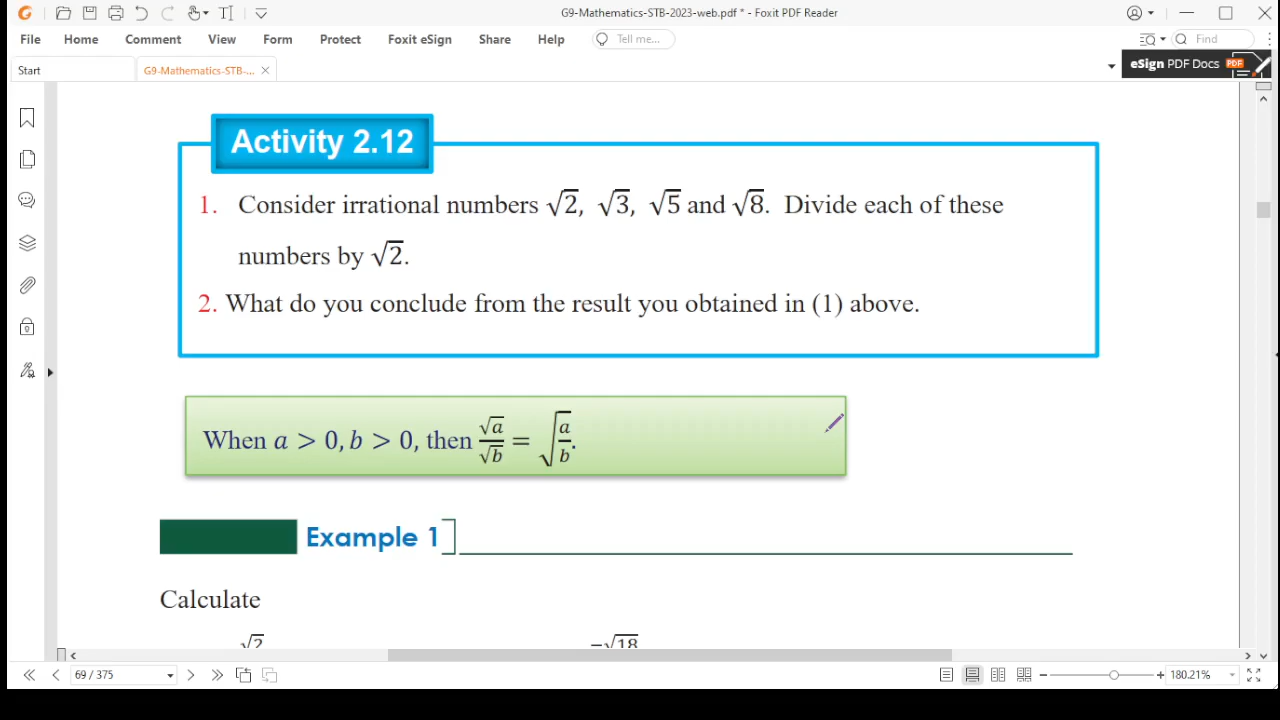 G9-Mathematics-STB-2023-web.pdf * - Foxit PDF Reader
File Home Comment View Form Protect Foxit eSign Share Help Tell me... Find
Start G9-Mathematics-STB-... eSign PDF Docs PDF
Activity 2.12
1. Consider irrational numbers √2, √3, √5 and √8. Divide each of these
numbers by √2.
2. What do you conclude from the result you obtained in (1) above.
When a > 0, b > 0, then √a/√b = √(a/b).
Example 1
Calculate
√2 −√18
69 / 375 180.21%